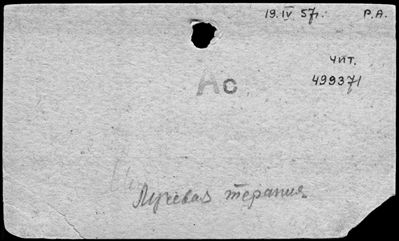 19.IV 57г. Р.А.
чит.
499371
Ас
Лучевая терапия